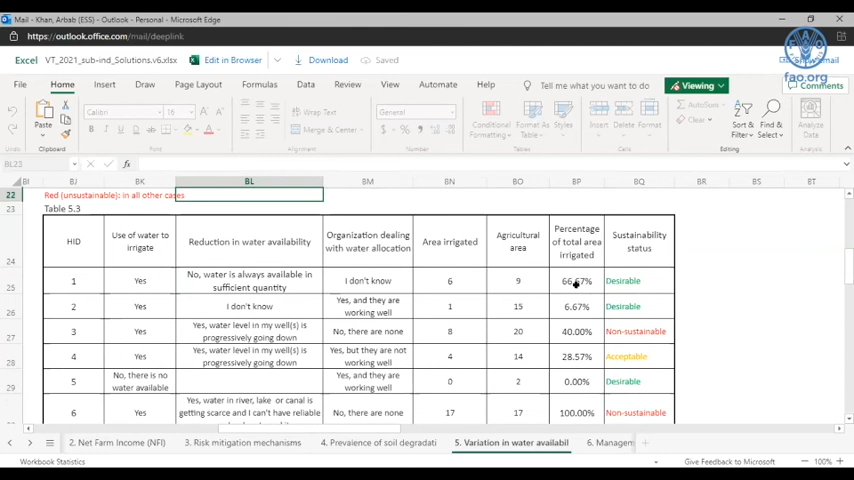 Mail - Khan, Arbab (ESS) - Outlook - Personal - Microsoft Edge
https://outlook.office.com/mail/deeplink
Excel VT_2021_sub-ind_Solutions.v6.xlsx Edit in Browser Download Saved
fao.org
File Home Insert Draw Page Layout Formulas Data Review View Automate Help Tell me what you want to do Viewing Comments
Paste Calibri 16 Wrap Text General Conditional Formatting Format As Table Styles Insert Delete Format AutoSum Sort & Filter Find & Select Analyze Data
B ab A Merge & Center $ % Clear
Clipboard Editing
BL22 fx
BI BJ BK BL BM BN BO BP BQ BR BS BT
22 Red (unsustainable): in all other cases
23 Table 5.3
24 HID Use of water to irrigate Reduction in water availability Organization dealing with water allocation Area irrigated Agricultural area Percentage of total area irrigated Sustainability status
25 1 Yes No, water is always available in sufficient quantity I don't know 6 9 66.67% Desirable
26 2 Yes I don't know Yes, and they are working well 1 15 6.67% Desirable
27 3 Yes Yes, water level in my well(s) is progressively going down No, there are none 8 20 40.00% Non-sustainable
28 4 Yes Yes, water level in my well(s) is progressively going down Yes, but they are not working well 4 14 28.57% Acceptable
29 5 No, there is no water available Yes, and they are working well 0 2 0.00% Desirable
6 Yes Yes, water in river, lake or canal is getting scarce and I can't have reliable No, there are none 17 17 100.00% Non-sustainable
2. Net Farm Income (NFI) 3. Risk mitigation mechanisms 4. Prevalence of soil degradati 5. Variation in water availabil 6. Managem
Workbook Statistics Give Feedback to Microsoft 100%